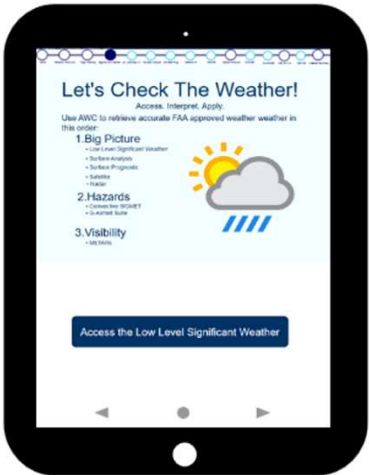 Let's Check The Weather!
Access. Interpret. Apply.
Use AWC to retrieve accurate FAA approved weather weather in
this order:
1.Big Picture
• Low Level Significant Weather
• Surface Analysis
• Surface Prognosis
• Satellite
• Radar
2.Hazards
• Convective SIGMET
• G-Airmet Suite
3.Visibility
• METARs
Access the Low Level Significant Weather